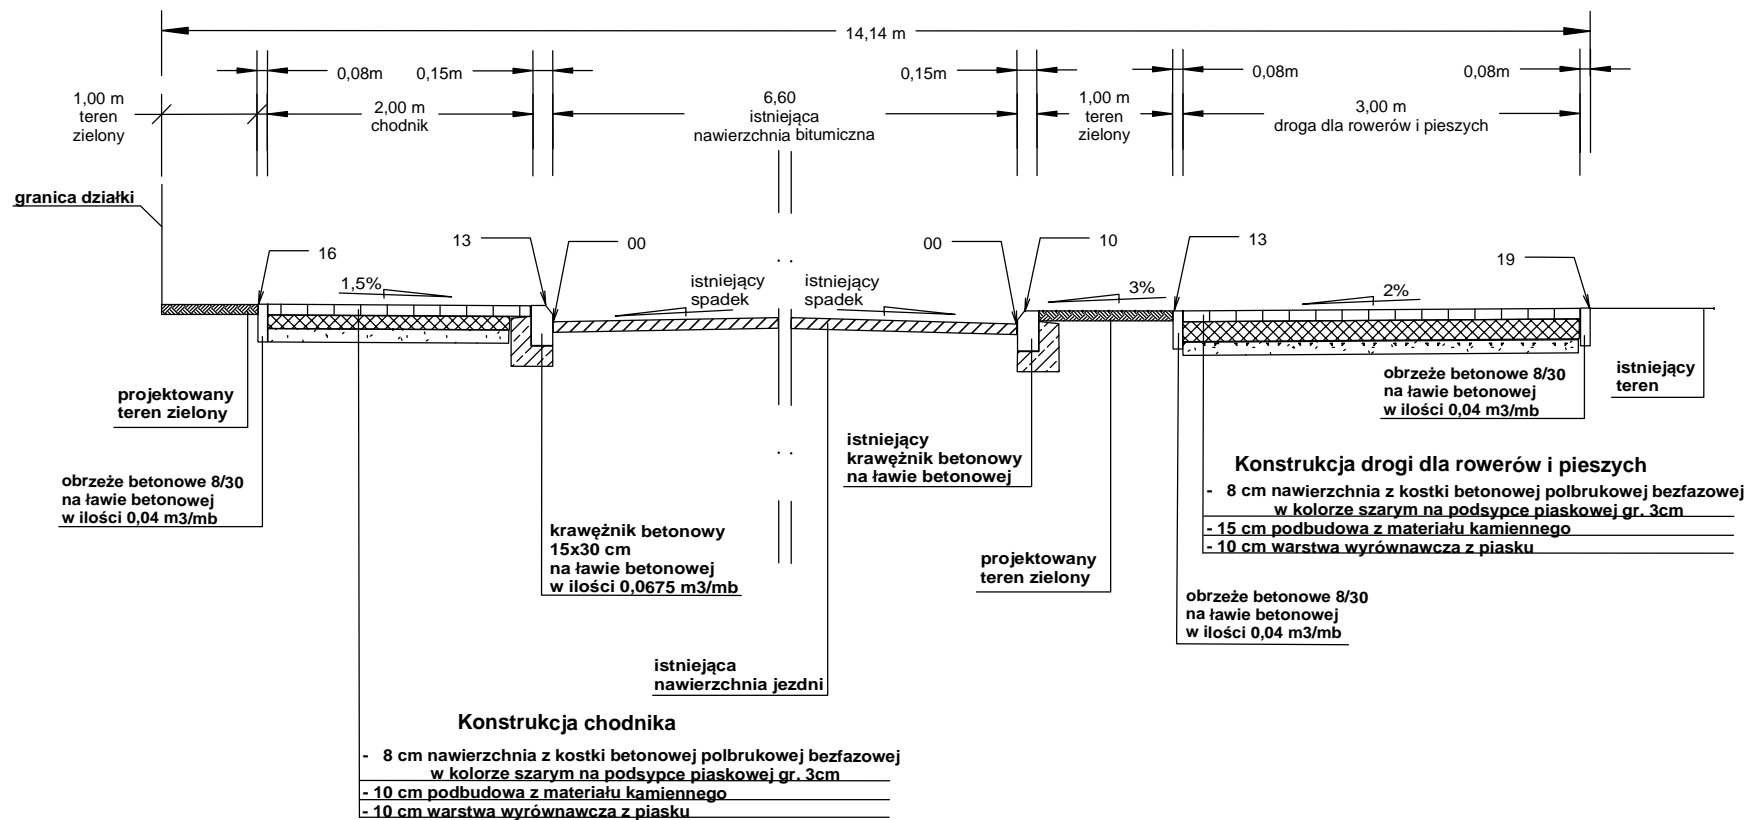 14,14 m
0,08m
0,15m
0,15m
0,08m
0,08m
1,00 m
teren
zielony
2,00 m
chodnik
6,60
istniejąca
nawierzchnia bitumiczna
1,00 m
teren
zielony
3,00 m
droga dla rowerów i pieszych
granica działki
16
13
00
00
10
13
19
1,5%
istniejący
spadek
istniejący
spadek
3%
2%
projektowany
teren zielony
obrzeże betonowe 8/30
na ławie betonowej
w ilości 0,04 m3/mb
istniejący
teren
istniejący
krawężnik betonowy
na ławie betonowej
Konstrukcja drogi dla rowerów i pieszych
- 8 cm nawierzchnia z kostki betonowej polbrukowej bezfazowej
w kolorze szarym na podsypce piaskowej gr. 3cm
- 15 cm podbudowa z materiału kamiennego
- 10 cm warstwa wyrównawcza z piasku
obrzeże betonowe 8/30
na ławie betonowej
w ilości 0,04 m3/mb
krawężnik betonowy
15x30 cm
na ławie betonowej
w ilości 0,0675 m3/mb
projektowany
teren zielony
obrzeże betonowe 8/30
na ławie betonowej
w ilości 0,04 m3/mb
istniejąca
nawierzchnia jezdni
Konstrukcja chodnika
- 8 cm nawierzchnia z kostki betonowej polbrukowej bezfazowej
w kolorze szarym na podsypce piaskowej gr. 3cm
- 10 cm podbudowa z materiału kamiennego
- 10 cm warstwa wyrównawcza z piasku